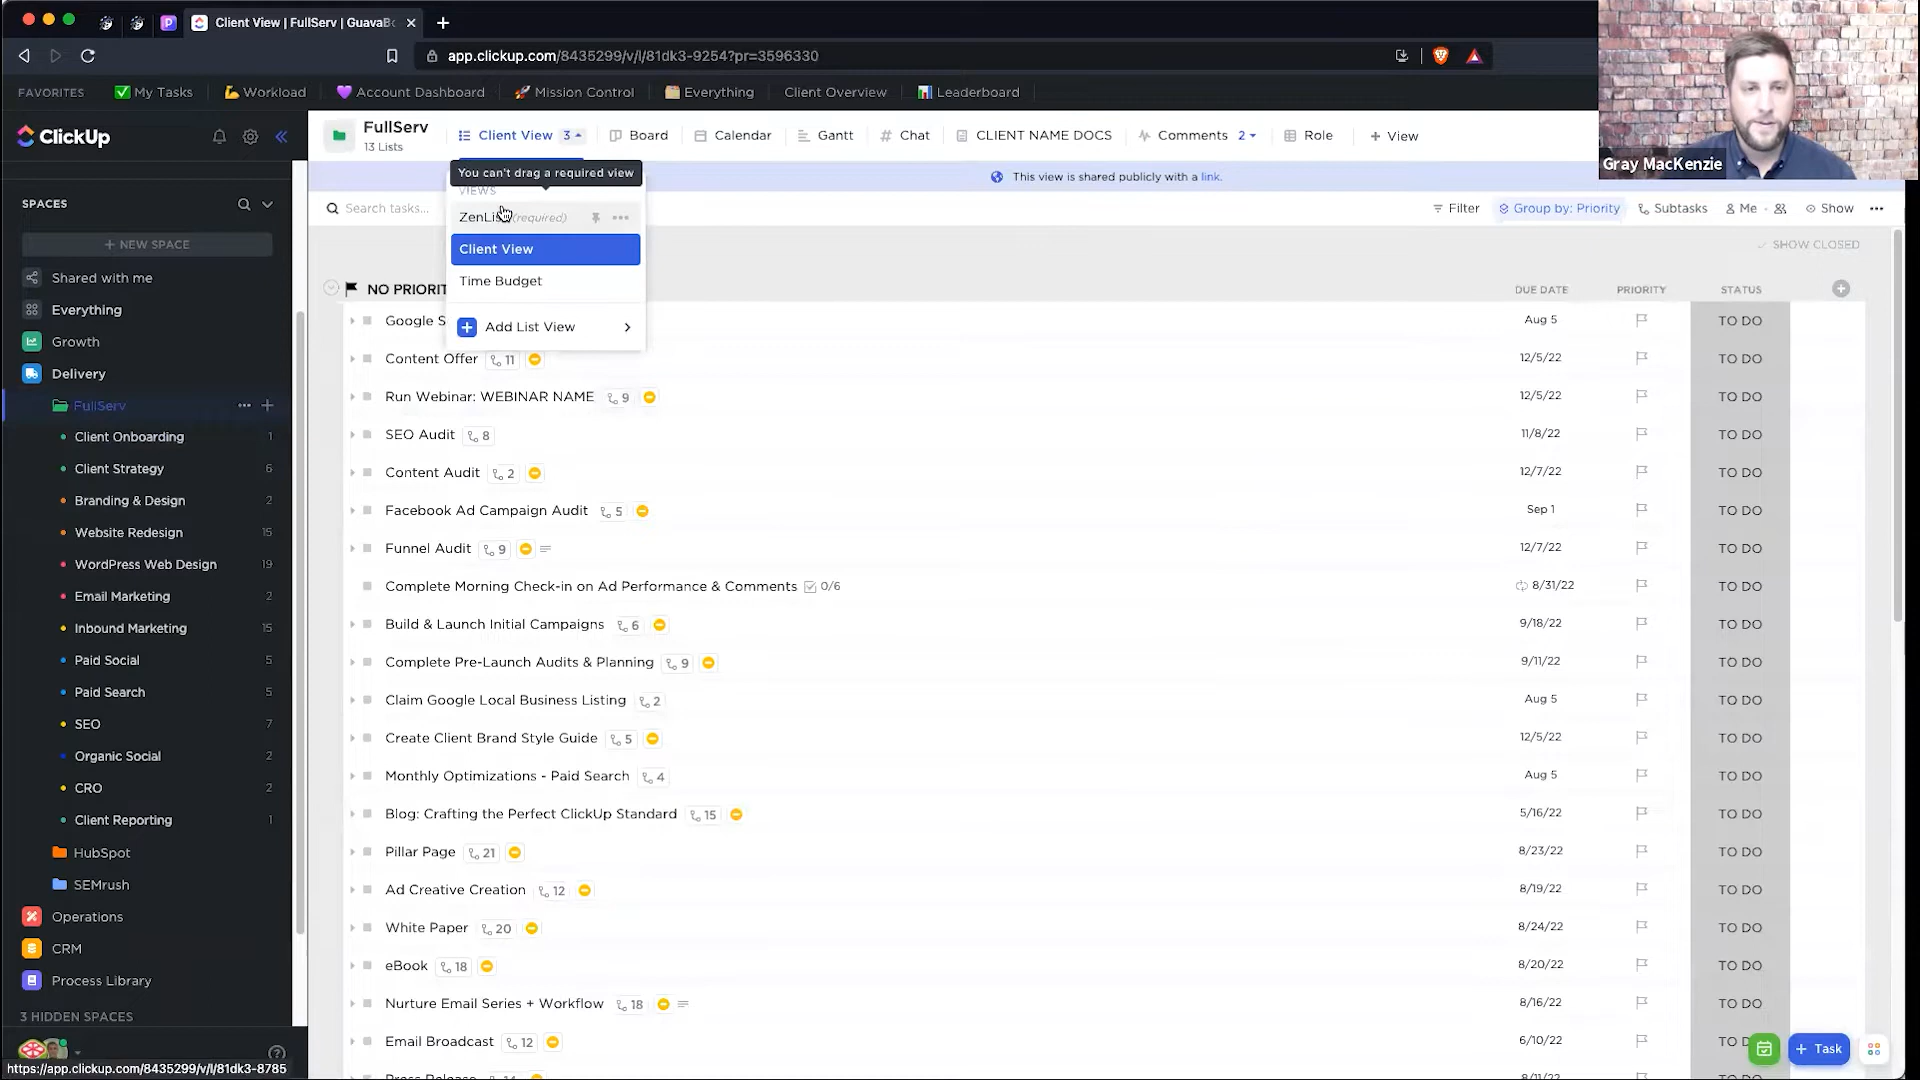 Client View | FullServ | GuavaBo
app.clickup.com/8435299/v/l/81dk3-9254?pr=3596330
FAVORITES
My Tasks
Workload
Account Dashboard
Mission Control
Everything
Client Overview
Leaderboard
Gray MacKenzie
ClickUp
FullServ
13 Lists
Client View 3
Board
Calendar
Gantt
Chat
CLIENT NAME DOCS
Comments 2
Role
+ View
You can't drag a required view
This view is shared publicly with a link.
SPACES
VIEWS
Search tasks...
ZenList (required)
Filter
Group by: Priority
Subtasks
Me
Show
+ NEW SPACE
Client View
SHOW CLOSED
Shared with me
Time Budget
Everything
NO PRIORIT
DUE DATE
PRIORITY
STATUS
Growth
Add List View
Google S
Aug 5
TO DO
Delivery
Content Offer 11
12/5/22
TO DO
FullServ
Run Webinar: WEBINAR NAME 9
12/5/22
TO DO
Client Onboarding 1
SEO Audit 8
11/8/22
TO DO
Client Strategy 6
Content Audit 2
12/7/22
TO DO
Branding & Design 2
Facebook Ad Campaign Audit 5
Sep 1
TO DO
Website Redesign 15
Funnel Audit 9
12/7/22
TO DO
WordPress Web Design 19
Complete Morning Check-in on Ad Performance & Comments 0/6
8/31/22
TO DO
Email Marketing 2
Build & Launch Initial Campaigns 6
9/18/22
TO DO
Inbound Marketing 15
Complete Pre-Launch Audits & Planning 9
9/11/22
TO DO
Paid Social 5
Claim Google Local Business Listing 2
Aug 5
TO DO
Paid Search 5
Create Client Brand Style Guide 5
12/5/22
TO DO
SEO 7
Monthly Optimizations - Paid Search 4
Aug 5
TO DO
Organic Social 2
Blog: Crafting the Perfect ClickUp Standard 15
5/16/22
TO DO
CRO 2
Pillar Page 21
8/23/22
TO DO
Client Reporting 1
Ad Creative Creation 12
8/19/22
TO DO
HubSpot
White Paper 20
8/24/22
TO DO
SEMrush
eBook 18
8/20/22
TO DO
Operations
Nurture Email Series + Workflow 18
8/16/22
TO DO
CRM
Email Broadcast 12
6/10/22
Process Library
3 HIDDEN SPACES
+ Task
https://app.clickup.com/8435299/v/l/81dk3-8785